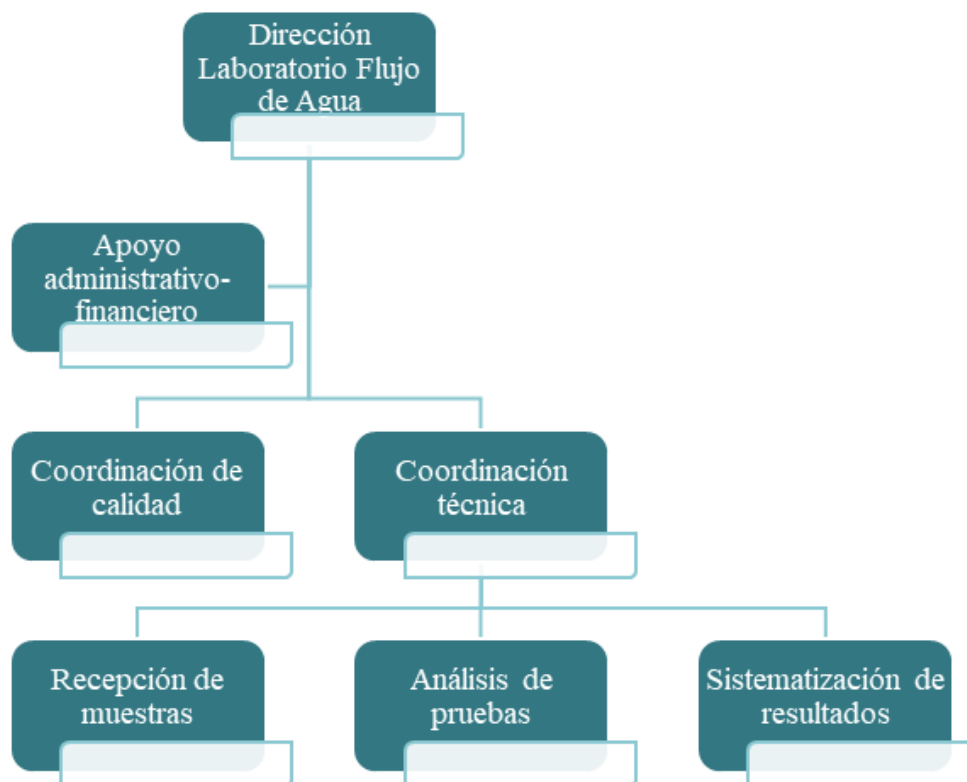 Dirección
Laboratorio Flujo
de Agua
Apoyo
administrativo-
financiero
Coordinación de
calidad
Coordinación
técnica
Recepción de
muestras
Análisis de
pruebas
Sistematización de
resultados